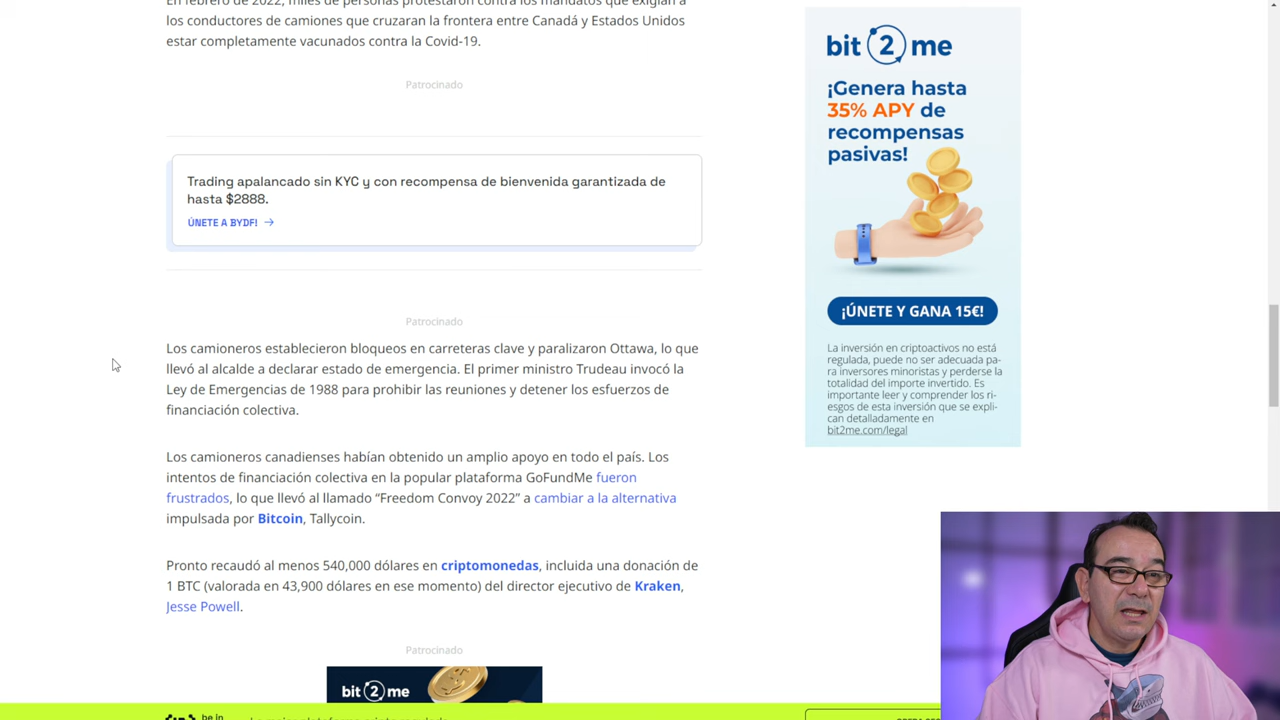 En febrero de 2022, miles de personas protestaron contra los mandatos que exigían a
los conductores de camiones que cruzaran la frontera entre Canadá y Estados Unidos
estar completamente vacunados contra la Covid-19.
Patrocinado
Trading apalancado sin KYC y con recompensa de bienvenida garantizada de
hasta $2888.
ÚNETE A BYDFI →
Patrocinado
Los camioneros establecieron bloqueos en carreteras clave y paralizaron Ottawa, lo que
llevó al alcalde a declarar estado de emergencia. El primer ministro Trudeau invocó la
Ley de Emergencias de 1988 para prohibir las reuniones y detener los esfuerzos de
financiación colectiva.
Los camioneros canadienses habían obtenido un amplio apoyo en todo el país. Los
intentos de financiación colectiva en la popular plataforma GoFundMe fueron
frustrados, lo que llevó al llamado “Freedom Convoy 2022” a cambiar a la alternativa
impulsada por Bitcoin, Tallycoin.
Pronto recaudó al menos 540,000 dólares en criptomonedas, incluida una donación de
1 BTC (valorada en 43,900 dólares en ese momento) del director ejecutivo de Kraken,
Jesse Powell.
Patrocinado
bit2me
be in
bit2me
¡Genera hasta
35% APY de
recompensas
pasivas!
¡ÚNETE Y GANA 15€!
La inversión en criptoactivos no está
regulada, puede no ser adecuada pa-
ra inversores minoristas y perderse la
totalidad del importe invertido. Es
importante leer y comprender los ri-
esgos de esta inversión que se expli-
can detalladamente en
bit2me.com/legal